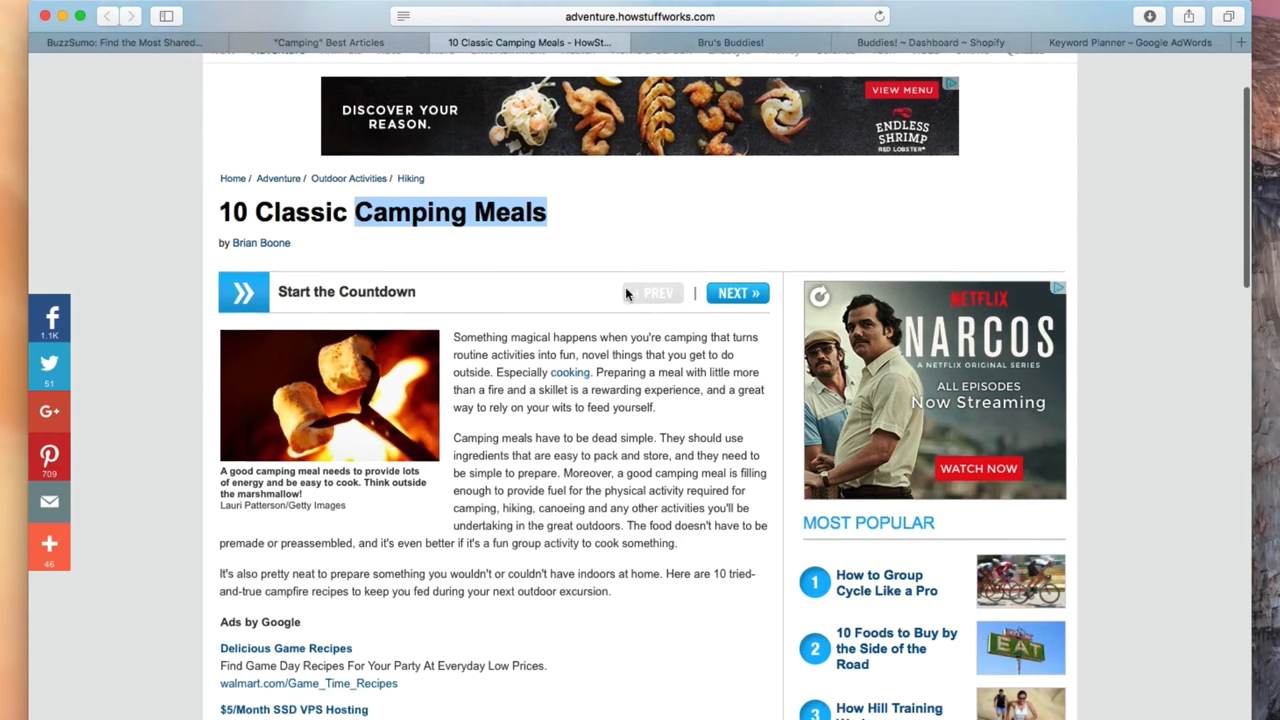 adventure.howstuffworks.com
BuzzSumo: Find the Most Shared...
"Camping" Best Articles
10 Classic Camping Meals - HowSt...
Bru's Buddies!
Buddies! ~ Dashboard ~ Shopify
Keyword Planner – Google AdWords
DISCOVER YOUR
REASON.
VIEW MENU
ENDLESS
SHRIMP
RED LOBSTER®
Home / Adventure / Outdoor Activities / Hiking
10 Classic Camping Meals
by Brian Boone
Start the Countdown
PREV | NEXT »
1.1K
51
G+
709
46
A good camping meal needs to provide lots
of energy and be easy to cook. Think outside
the marshmallow!
Lauri Patterson/Getty Images
Something magical happens when you're camping that turns
routine activities into fun, novel things that you get to do
outside. Especially cooking. Preparing a meal with little more
than a fire and a skillet is a rewarding experience, and a great
way to rely on your wits to feed yourself.
Camping meals have to be dead simple. They should use
ingredients that are easy to pack and store, and they need to
be simple to prepare. Moreover, a good camping meal is filling
enough to provide fuel for the physical activity required for
camping, hiking, canoeing and any other activities you'll be
undertaking in the great outdoors. The food doesn't have to be
premade or preassembled, and it's even better if it's a fun group activity to cook something.
It's also pretty neat to prepare something you wouldn't or couldn't have indoors at home. Here are 10 tried-
and-true campfire recipes to keep you fed during your next outdoor excursion.
Ads by Google
Delicious Game Recipes
Find Game Day Recipes For Your Party At Everyday Low Prices.
walmart.com/Game_Time_Recipes
$5/Month SSD VPS Hosting
NETFLIX
NARCOS
A NETFLIX ORIGINAL SERIES
ALL EPISODES
Now Streaming
WATCH NOW
MOST POPULAR
1
How to Group
Cycle Like a Pro
2
10 Foods to Buy by
the Side of the
Road
EAT
3
How Hill Training